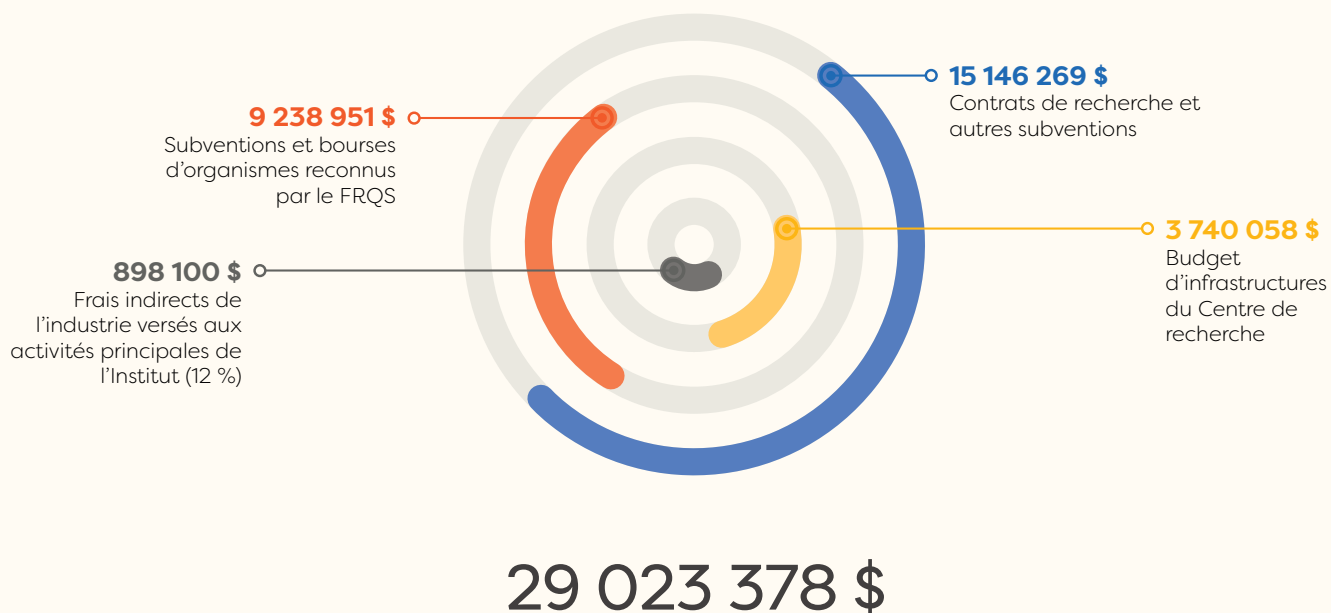 15 146 269 $
Contrats de recherche et
autres subventions
9 238 951 $
Subventions et bourses
d’organismes reconnus
par le FRQS
3 740 058 $
Budget
d’infrastructures
du Centre de
recherche
898 100 $
Frais indirects de
l’industrie versés aux
activités principales de
l’Institut (12 %)
29 023 378 $